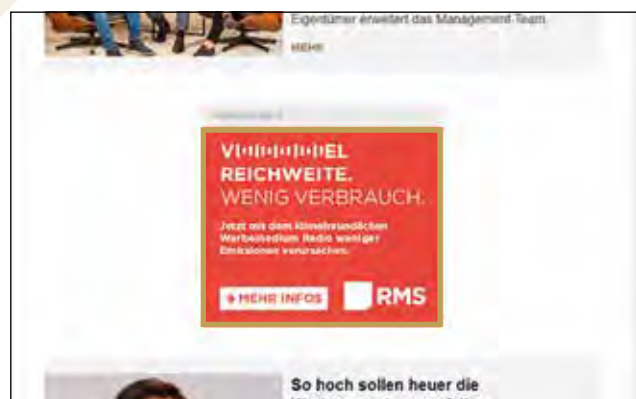 Eigentümer erweitert das Management-Team.
MEHR
VIIIIIIIIIEL
REICHWEITE.
WENIG VERBRAUCH.
Jetzt mit dem klimafreundlichen
Werbemedium Radio weniger
Emissionen verursachen.
→ MEHR INFOS
RMS
So hoch sollen heuer die